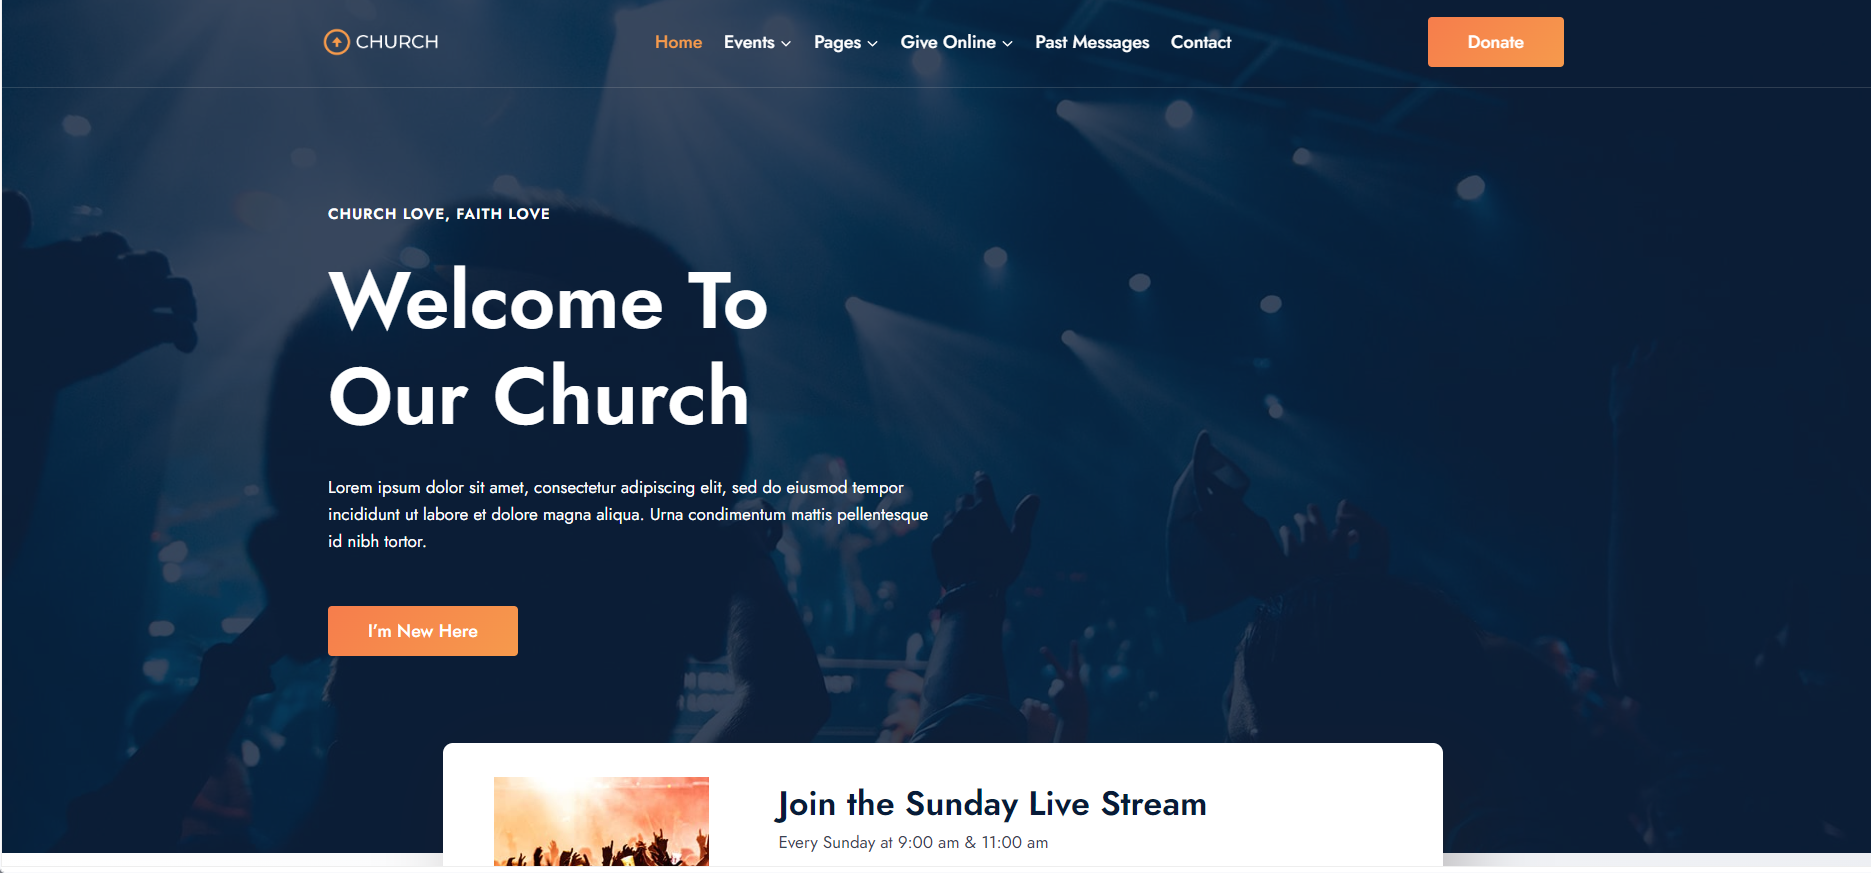 CHURCH
Home Events Pages Give Online Past Messages Contact
Donate
CHURCH LOVE, FAITH LOVE
Welcome To
Our Church
Lorem ipsum dolor sit amet, consectetur adipiscing elit, sed do eiusmod tempor
incididunt ut labore et dolore magna aliqua. Urna condimentum mattis pellentesque
id nibh tortor.
I'm New Here
Join the Sunday Live Stream
Every Sunday at 9:00 am & 11:00 am